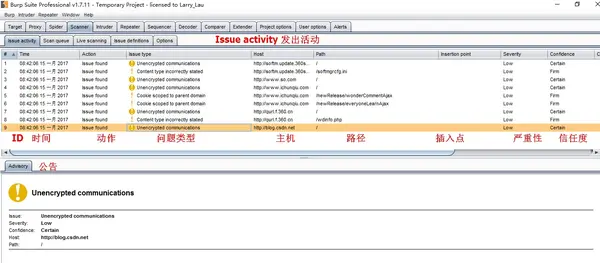 Burp Suite Professional v1.7.11 - Temporary Project - licensed to Larry_Lau
Burp Intruder Repeater Window Help
Target Proxy Spider Scanner Intruder Repeater Sequencer Decoder Comparer Extender Project options User options Alerts
Issue activity Scan queue Live scanning Issue definitions Options
Issue activity 发出活动
# Time Action Issue type Host Path Insertion point Severity Confidence
1 08:42:06 15 一月 2017 Issue found Unencrypted communications / Low Certain
2 08:42:06 15 一月 2017 Issue found Content type incorrectly stated Low Firm
3 08:42:06 15 一月 2017 Issue found Unencrypted communications http://www.so.com / Low Certain
4 08:42:06 15 一月 2017 Issue found Unencrypted communications http://www.ichunqiu.com / Low Certain
5 08:42:06 15 一月 2017 Issue found Cookie scoped to parent domain http://www.ichunqiu.com /newRelease/wonderCommentAjax Low Firm
6 08:42:06 15 一月 2017 Issue found Cookie scoped to parent domain http://www.ichunqiu.com /newRelease/everyoneLearnAjax Low Firm
7 08:42:06 15 一月 2017 Issue found Unencrypted communications http://qurl.f.360.cn / Low Certain
8 08:42:06 15 一月 2017 Issue found Content type incorrectly stated http://qurl.f.360.cn /wdinfo.php Low Firm
9 08:42:06 15 一月 2017 Issue found Unencrypted communications http://blog.csdn.net / Low Certain
ID 时间 动作 问题类型 主机 路径 插入点 严重性 信任度
Advisory 公告
Unencrypted communications
Issue: Unencrypted communications
Severity: Low
Confidence: Certain
Host: http://blog.csdn.net
Path: /